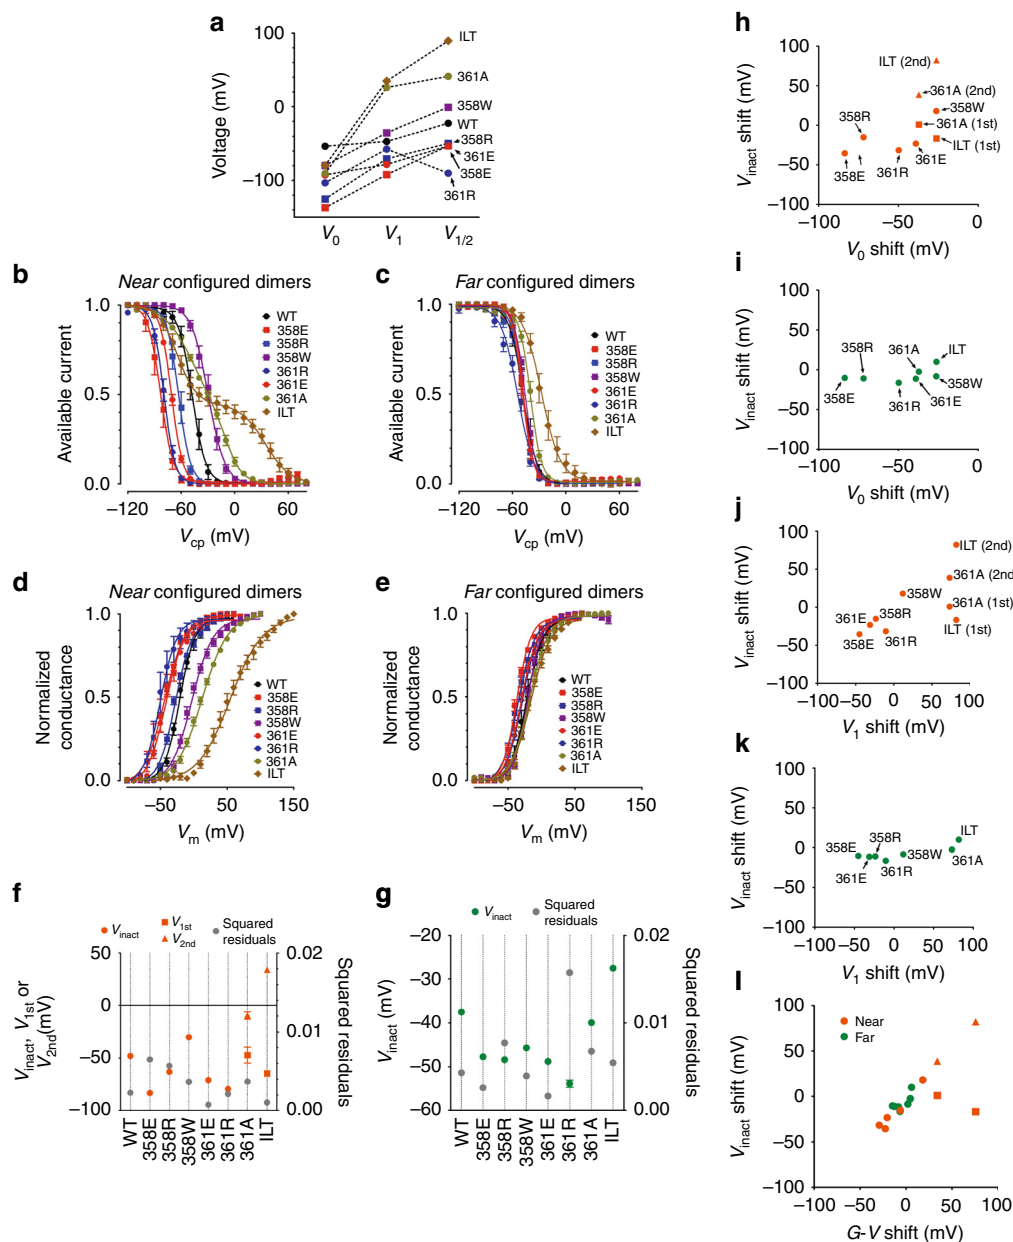 a
100
0
−100
Voltage (mV)
ILT
361A
358W
WT
358R
361E
358E
361R
V0
V1
V1/2
b
Near configured dimers
1.0
0.5
0.0
Available current
WT
358E
358R
358W
361R
361E
361A
ILT
−120
−60
0
60
Vcp (mV)
c
Far configured dimers
1.0
0.5
0.0
Available current
WT
358E
358R
358W
361E
361R
361A
ILT
−120
−60
0
60
Vcp (mV)
d
Near configured dimers
1.0
0.5
0.0
Normalized
conductance
WT
358E
358R
358W
361E
361R
361A
ILT
−50
50
150
Vm (mV)
e
Far configured dimers
1.0
0.5
0.0
Normalized
conductance
WT
358E
358R
358W
361E
361R
361A
ILT
−50
50
150
Vm (mV)
f
Vinact
V1st
V2nd
Squared
residuals
50
0
−50
−100
Vinact, V1st or
V2nd(mV)
0.02
0.01
0.00
Squared residuals
WT
358E
358R
358W
361E
361R
361A
ILT
g
Vinact
Squared
residuals
−20
−30
−40
−50
−60
Vinact (mV)
0.02
0.01
0.00
Squared residuals
WT
358E
358R
358W
361E
361R
361A
ILT
h
100
50
0
−50
−100
Vinact shift (mV)
ILT (2nd)
361A (2nd)
358W
361A (1st)
ILT (1st)
358R
358E
361R
361E
−100
−50
0
V0 shift (mV)
i
100
50
0
−50
−100
Vinact shift (mV)
358R
361A
ILT
358E
361R
361E
358W
−100
−50
0
V0 shift (mV)
j
100
50
0
−50
−100
Vinact shift (mV)
ILT (2nd)
361A (2nd)
358W
361A (1st)
361E
358R
358E
361R
ILT (1st)
−100
−50
0
50
100
V1 shift (mV)
k
100
50
0
−50
−100
Vinact shift (mV)
358E
358R
ILT
361E
361R
358W
361A
−100
−50
0
50
100
V1 shift (mV)
l
100
50
0
−50
−100
Vinact shift (mV)
Near
Far
−100
−50
0
50
100
G-V shift (mV)